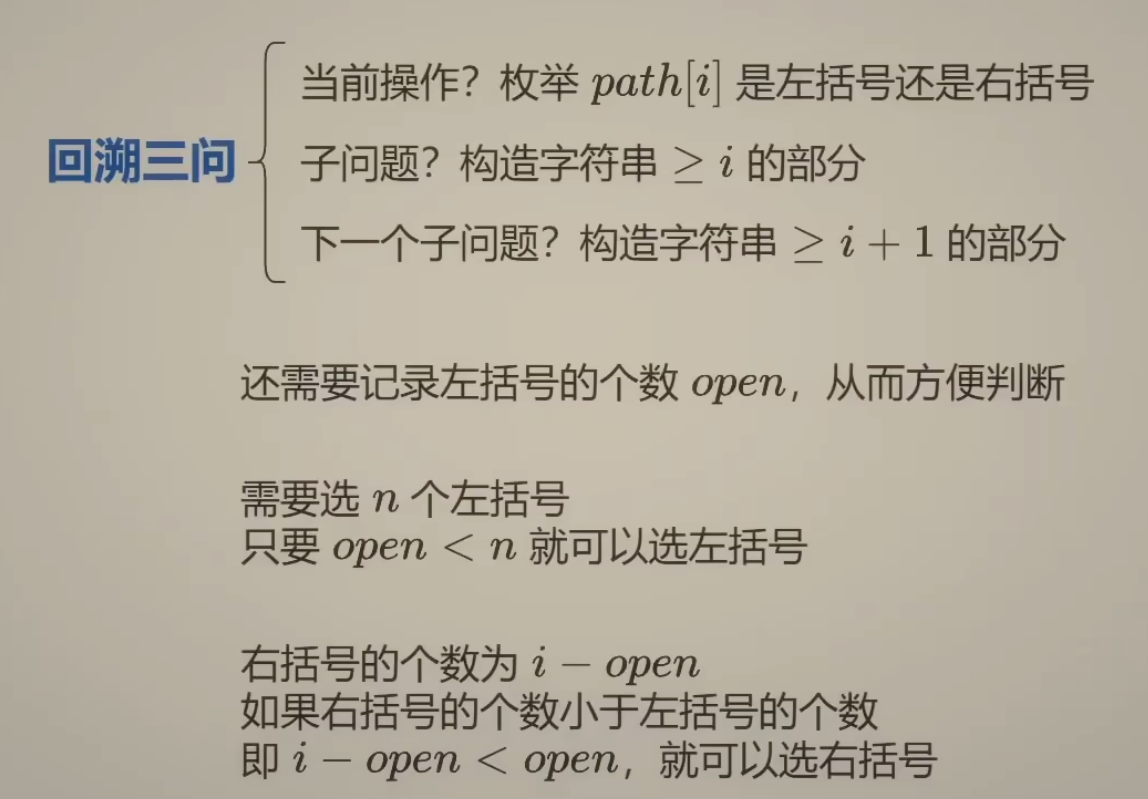 回溯三问
当前操作？枚举 path[i] 是左括号还是右括号
子问题？构造字符串 ≥ i 的部分
下一个子问题？构造字符串 ≥ i + 1 的部分
还需要记录左括号的个数 open，从而方便判断
需要选 n 个左括号
只要 open < n 就可以选左括号
右括号的个数为 i − open
如果右括号的个数小于左括号的个数
即 i − open < open，就可以选右括号